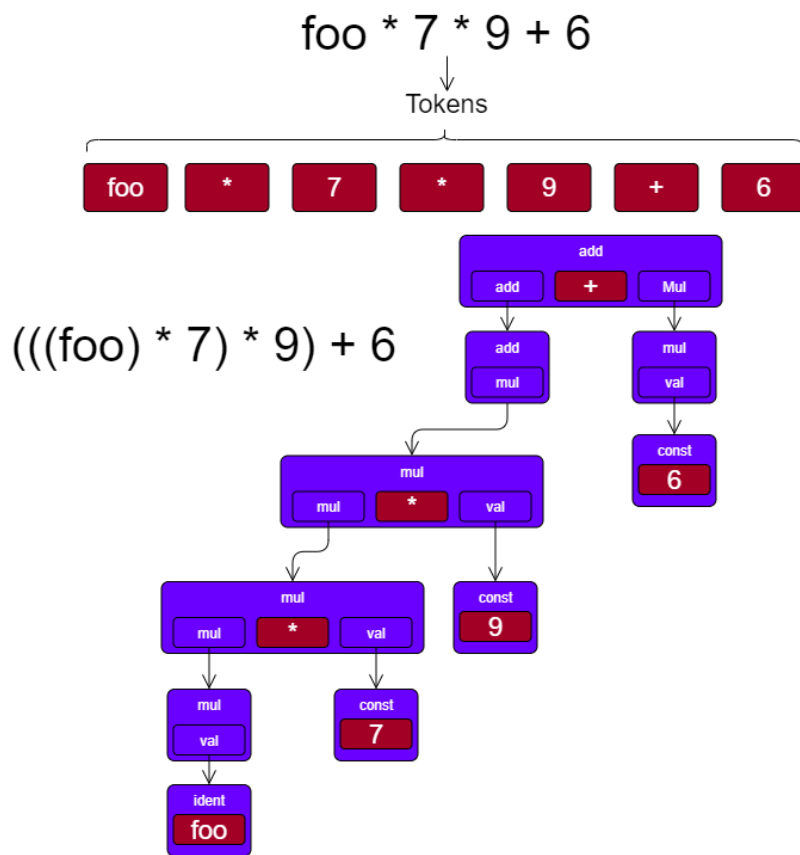 foo * 7 * 9 + 6
Tokens
foo * 7 * 9 + 6
add
add + Mul
(((foo) * 7) * 9) + 6
add
mul
mul
val
mul
mul * val
const
6
mul
mul * val
const
9
mul
val
const
7
ident
foo